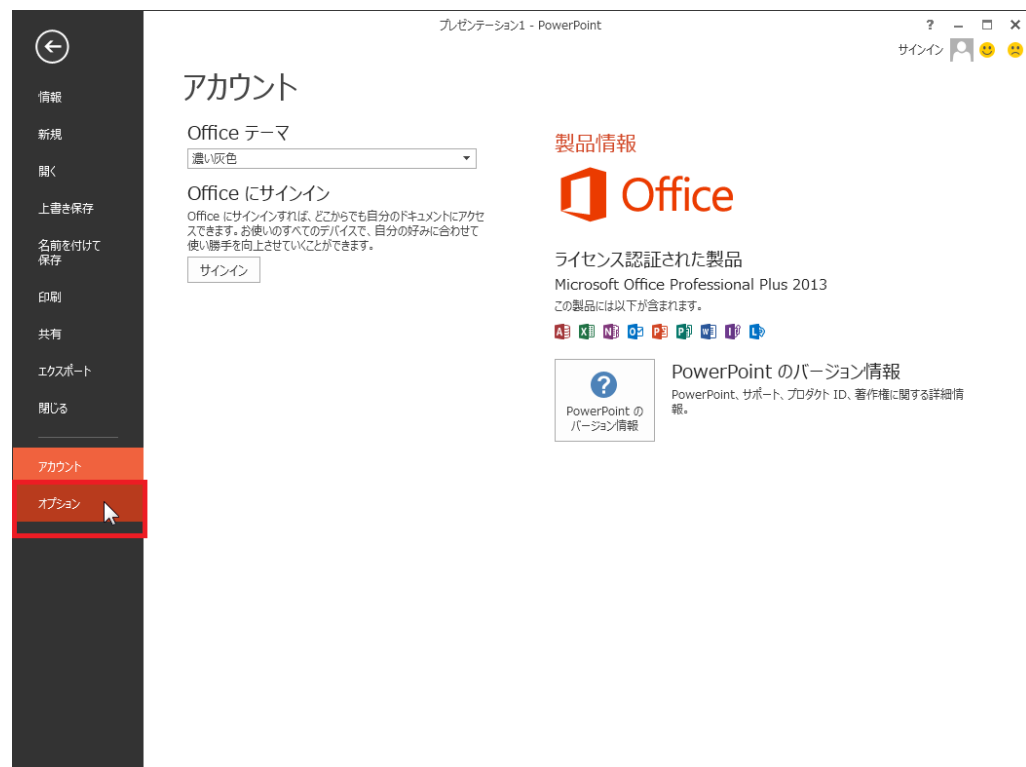 プレゼンテーション1 - PowerPoint
?
サインイン
情報
新規
開く
上書き保存
名前を付けて
保存
印刷
共有
エクスポート
閉じる
アカウント
オプション
アカウント
Office テーマ
濃い灰色
Office にサインイン
Office にサインインすれば、どこからでも自分のドキュメントにアクセ
スできます。お使いのすべてのデバイスで、自分の好みに合わせて
使い勝手を向上させていくことができます。
サインイン
製品情報
Office
ライセンス認証された製品
Microsoft Office Professional Plus 2013
この製品には以下が含まれます。
?
PowerPoint の
バージョン情報
PowerPoint のバージョン情報
PowerPoint、サポート、プロダクト ID、著作権に関する詳細情
報。